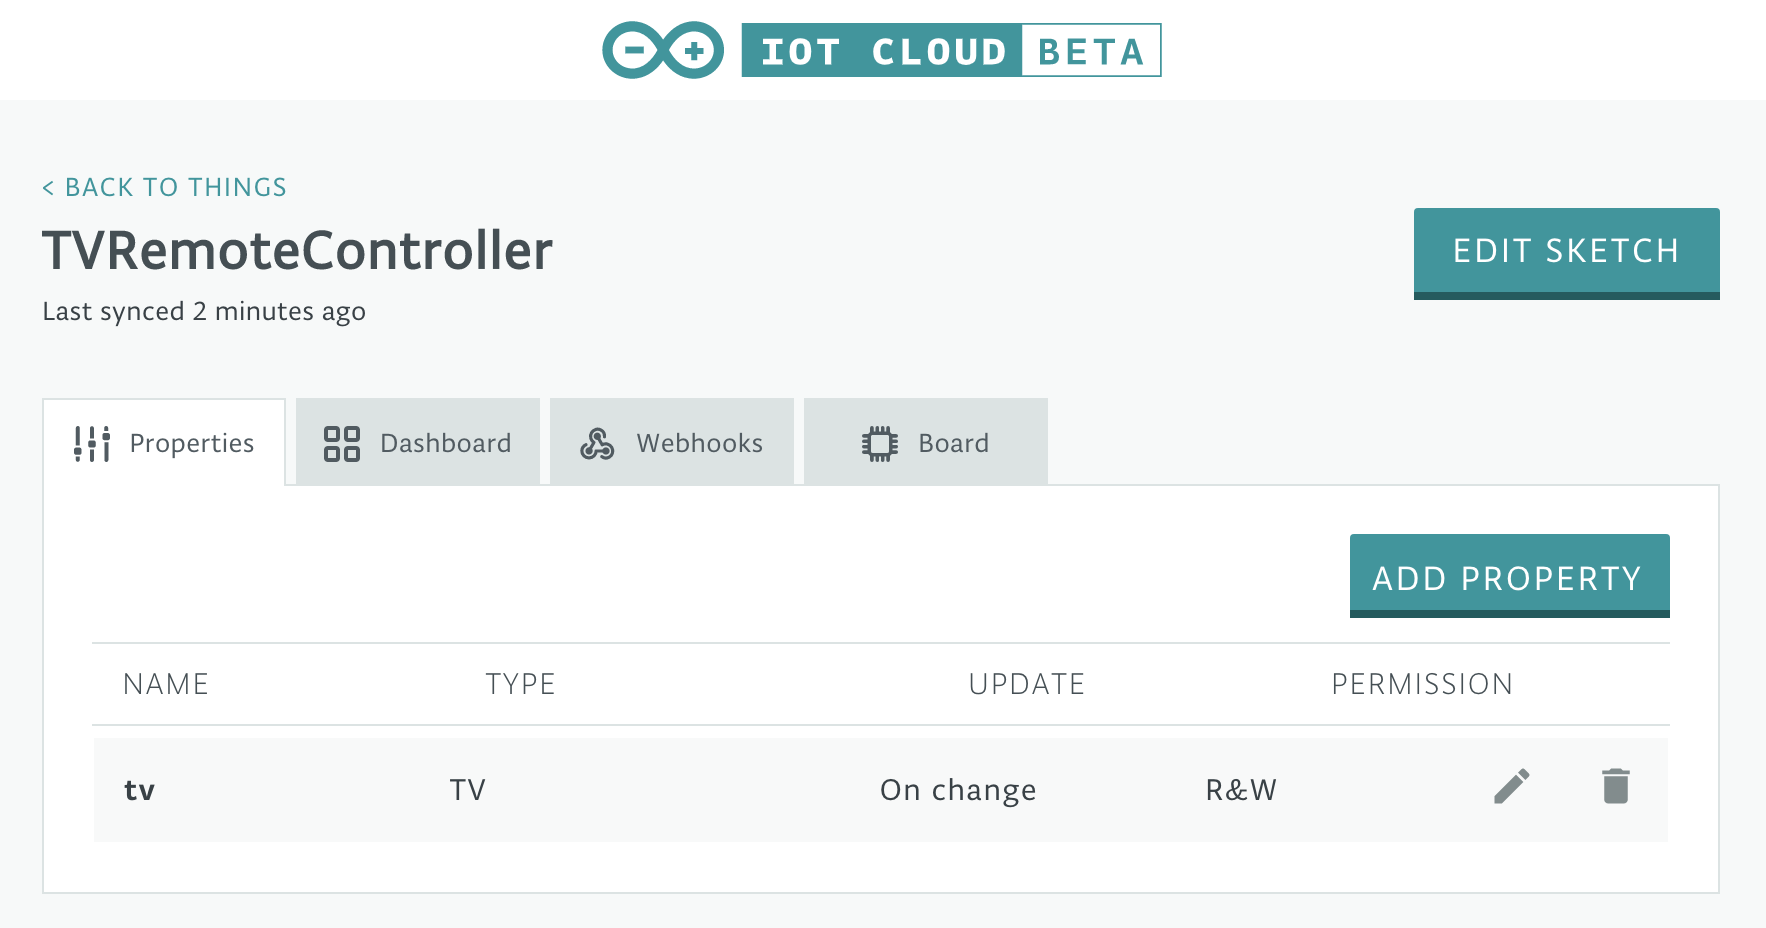 IOT CLOUD BETA
< BACK TO THINGS
TVRemoteController
EDIT SKETCH
Last synced 2 minutes ago
Properties Dashboard Webhooks Board
ADD PROPERTY
NAME TYPE UPDATE PERMISSION
tv TV On change R&W